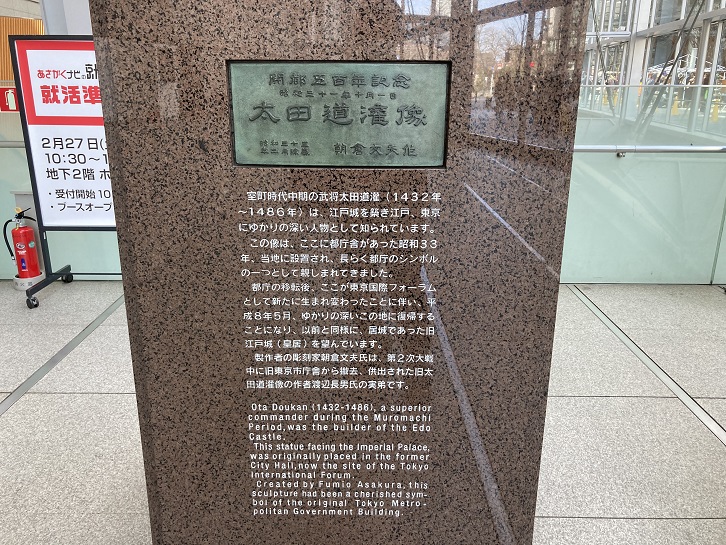 あさがくナビの
就活準
2月27日
10:30~1
地下2階 ホ
・受付開始 10
・ブースオープ
開都五百年記念
昭和三十一年十月一日
太田道灌像
朝倉文夫作
室町時代中期の武将太田道灌(1432年
~1486年)は、江戸城を築き江戸、東京
にゆかりの深い人物として知られています。
この像は、ここに都庁舎があった昭和33
年、当地に設置され、長らく都庁のシンボル
の一つとして親しまれてきました。
都庁の移転後、ここが東京国際フォーラム
として新たに生まれ変わったことに伴い、平
成8年5月、ゆかりの深いこの地に復帰する
ことになり、以前と同様に、居城であった旧
江戸城(皇居)を望んでいます。
製作者の彫刻家朝倉文夫氏は、第2次大戦
中に旧東京市庁舎から撤去、供出された旧太
田道灌像の作者渡辺長男氏の実弟です。
Ota Doukan (1432-1486), a superior
commander during the Muromachi
Period, was the builder of the Edo
Castle.
This statue facing the Imperial Palace,
was originally placed in the former
City Hall, now the site of the Tokyo
International Forum.
Created by Fumio Asakura, this
sculpture had been a cherished sym-
bol of the original Tokyo Metro-
politan Government Building.